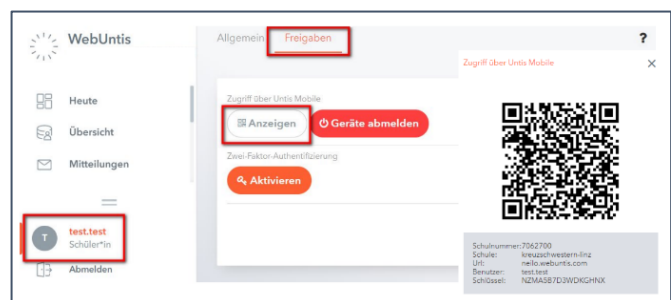 WebUntis
Heute
Übersicht
Mitteilungen
T
test.test
Schüler*in
Abmelden
Allgemein Freigaben
?
Zugriff über Untis Mobile
Anzeigen
Geräte abmelden
Zwei-Faktor-Authentifizierung
Aktivieren
Zugriff über Untis Mobile
Schulnummer:7062700
Schule: kreuzschwestern-linz
Url: neilo.webuntis.com
Benutzer: test.test
Schlüssel: NZMASB7D3WDKGHNX